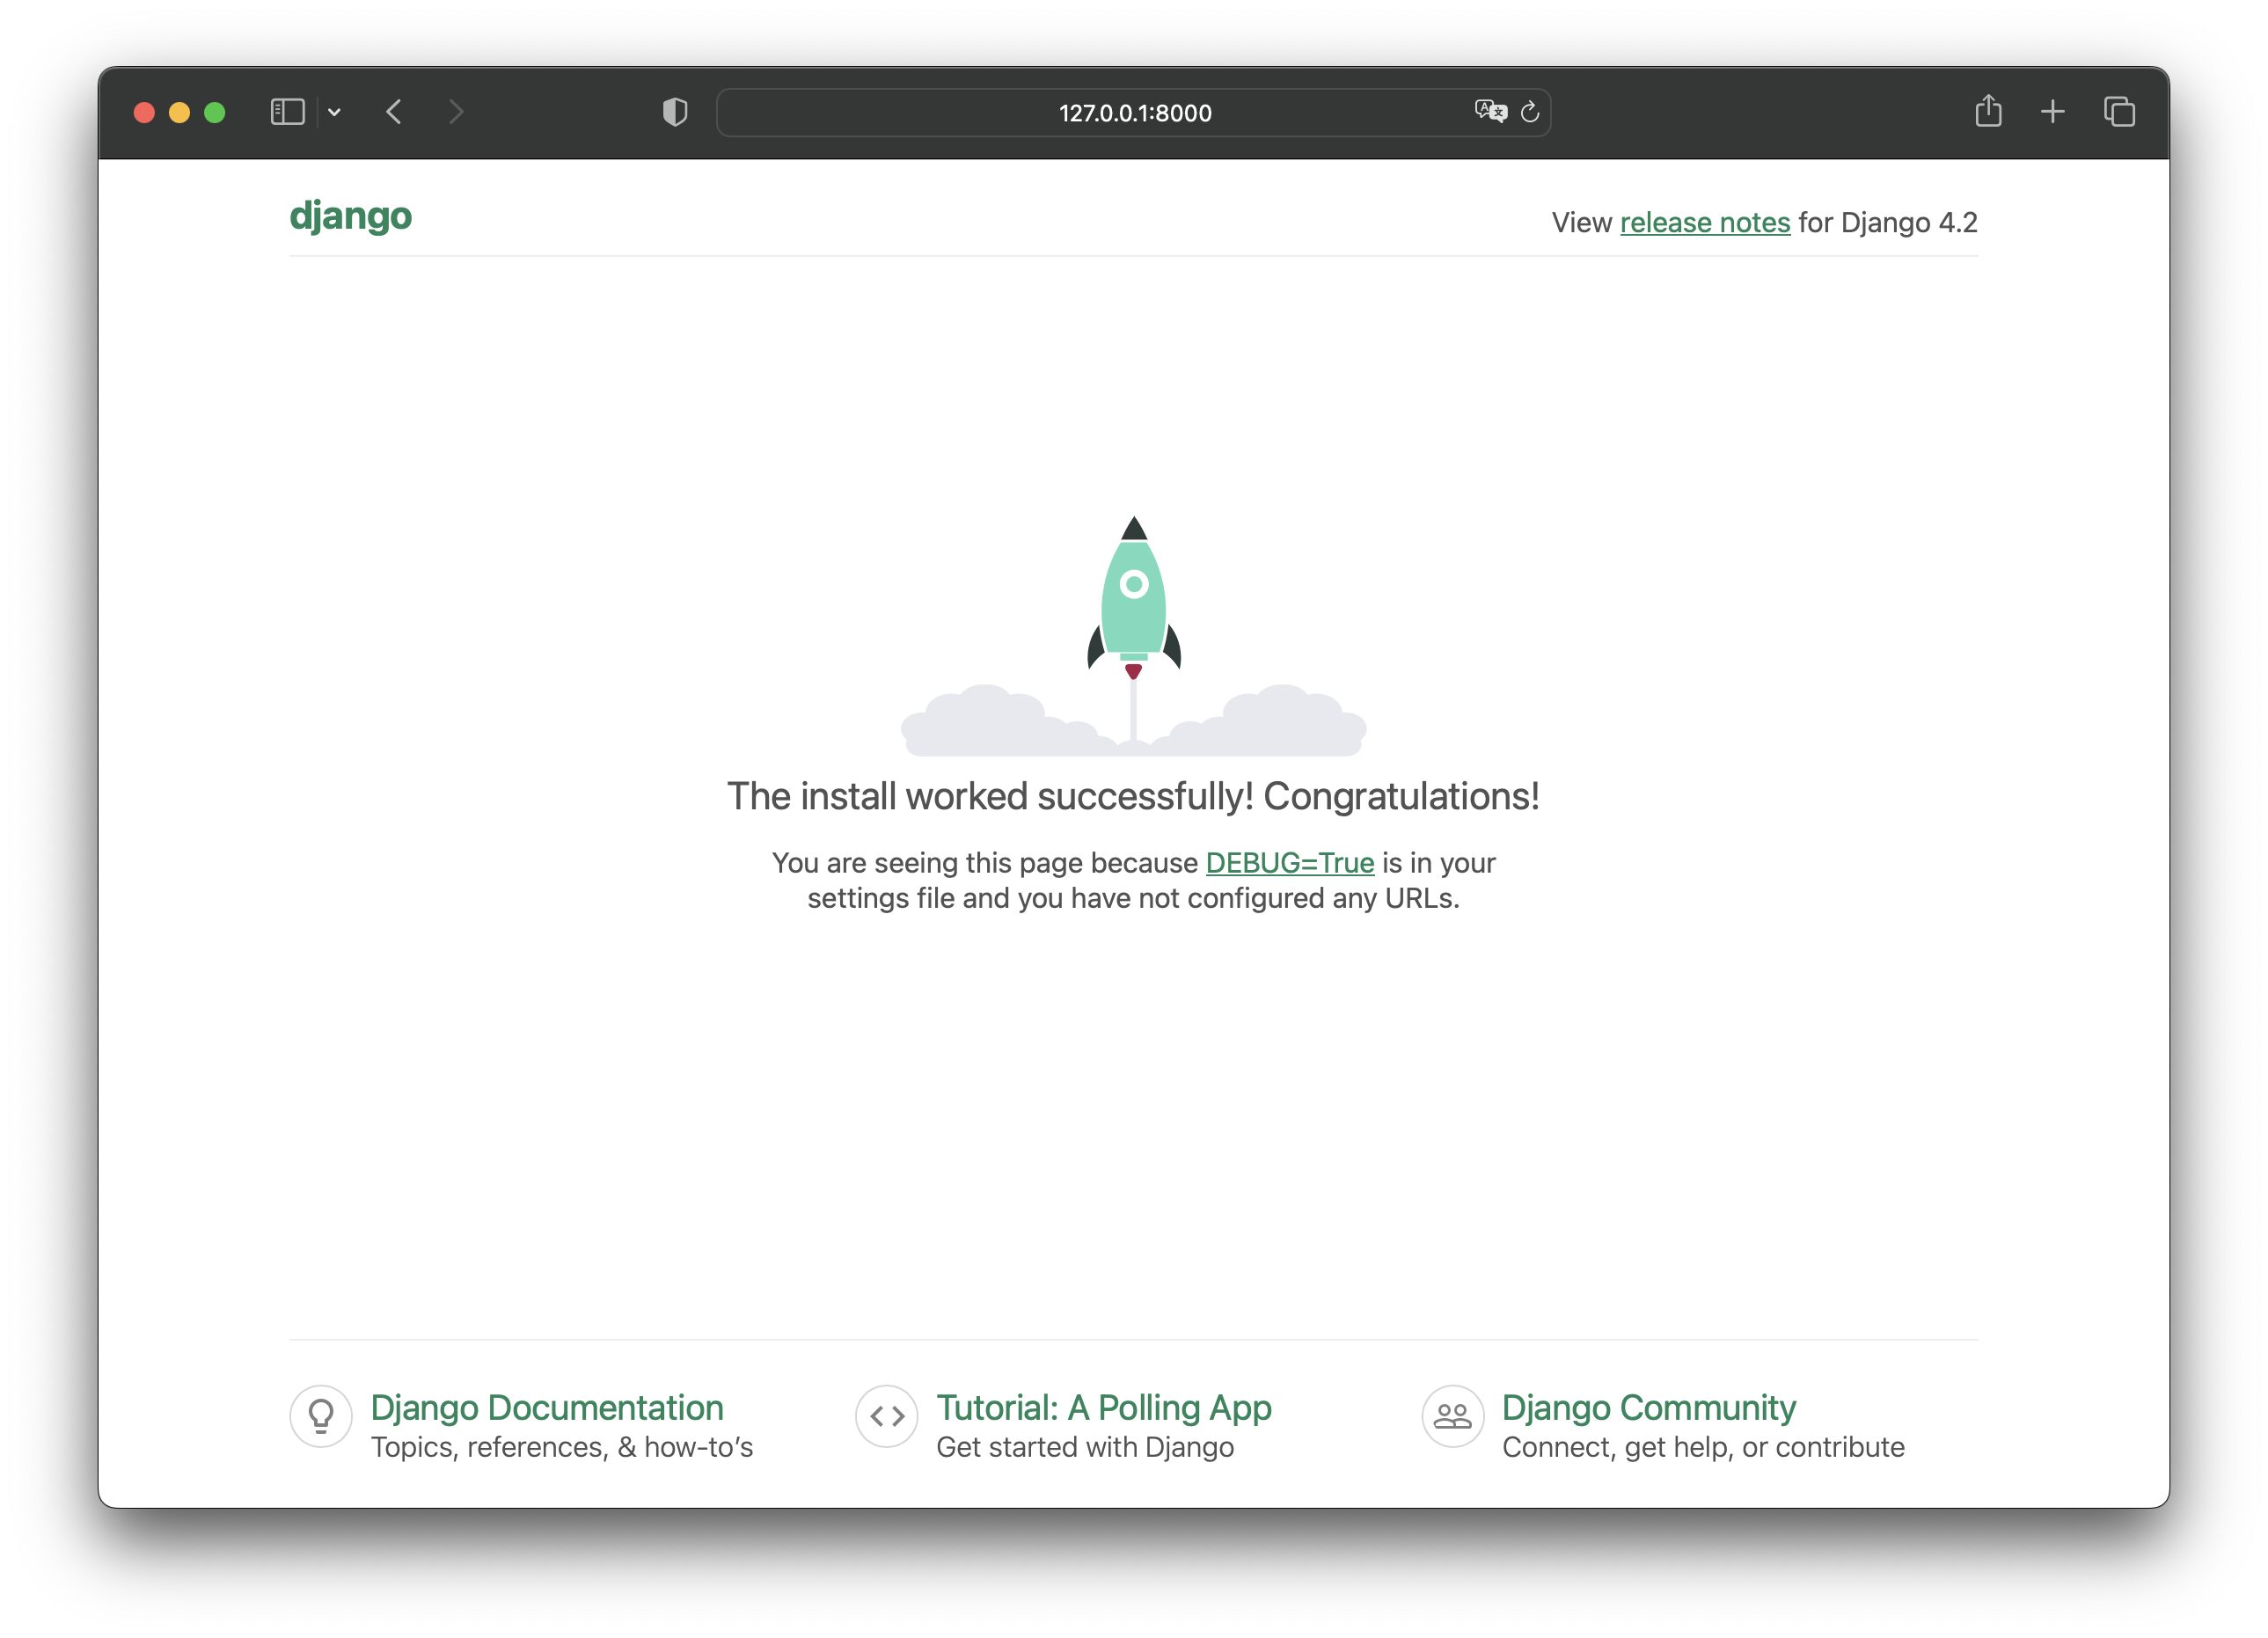 127.0.0.1:8000
django
View release notes for Django 4.2
The install worked successfully! Congratulations!
You are seeing this page because DEBUG=True is in your
settings file and you have not configured any URLs.
Django Documentation
Topics, references, & how-to’s
Tutorial: A Polling App
Get started with Django
Django Community
Connect, get help, or contribute